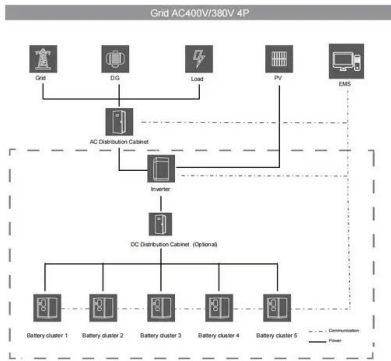 Grid AC400V/380V 4P
Grid
DG
Load
PV
EMS
AC Distribution Cabinet
Inverter
DC Distribution Cabinet (Optional)
Battery cluster 1
Battery cluster 2
Battery cluster 3
Battery cluster 4
Battery cluster 5
Communication
Power